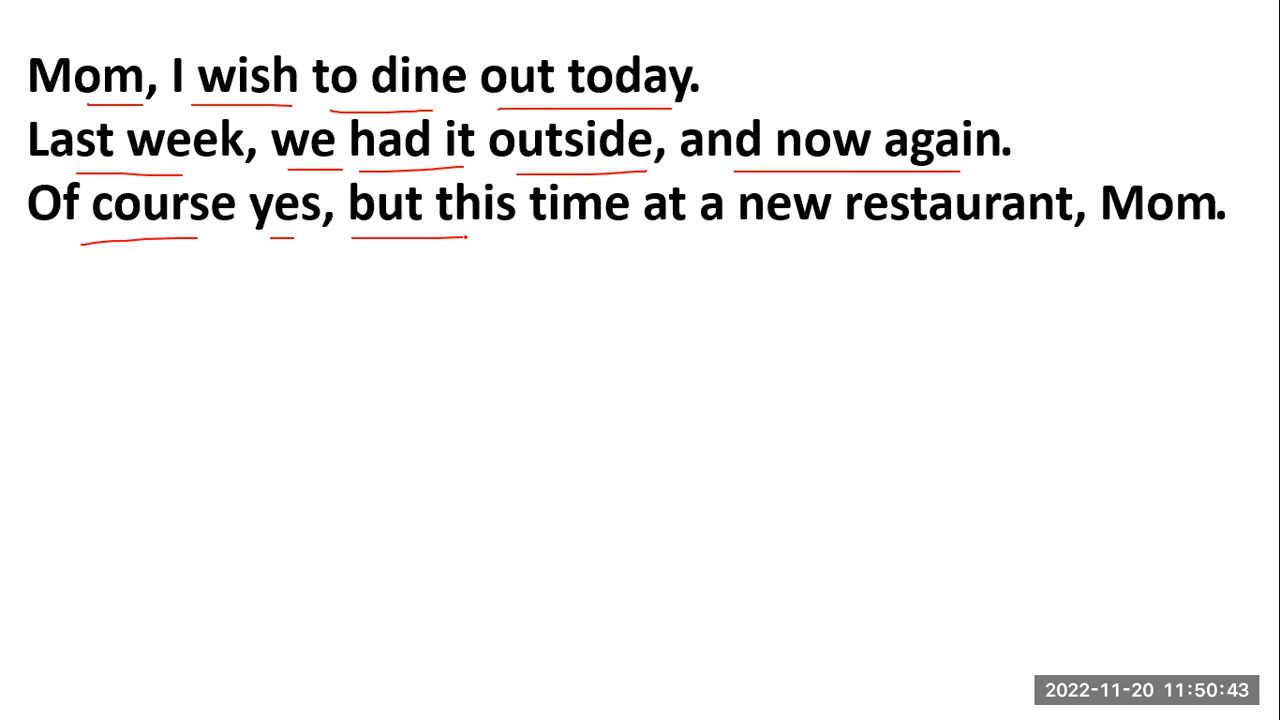 Mom, I wish to dine out today.
Last week, we had it outside, and now again.
Of course yes, but this time at a new restaurant, Mom.
2022-11-20 11:50:43